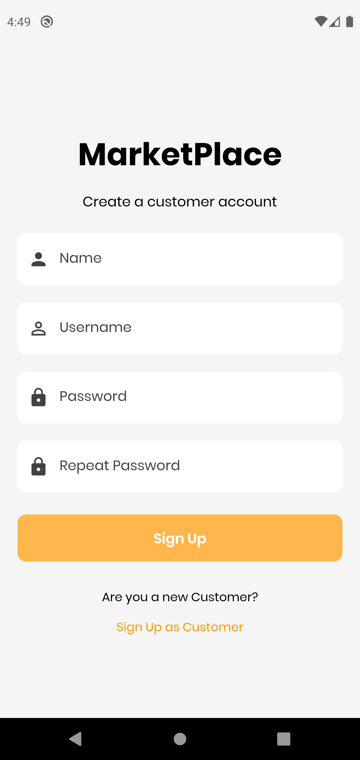 4:49
MarketPlace
Create a customer account
Name
Username
Password
Repeat Password
Sign Up
Are you a new Customer?
Sign Up as Customer